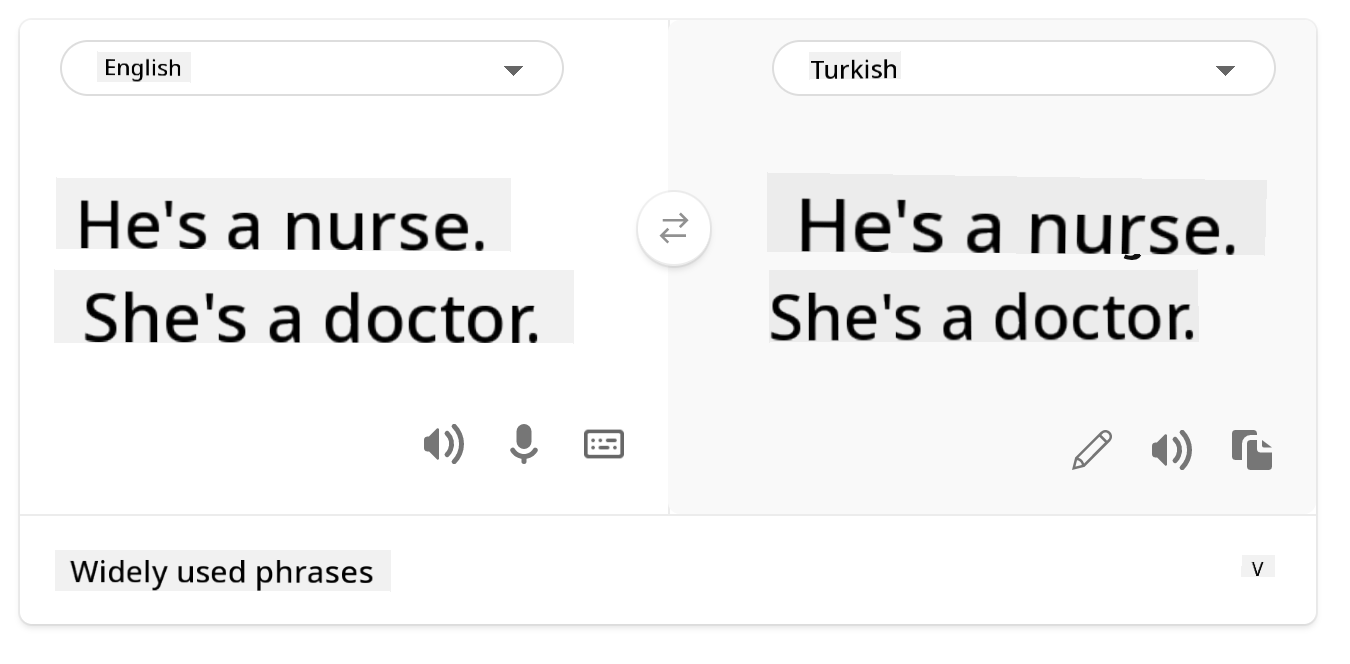 English
Turkish
He's a nurse.
She's a doctor.
He's a nurse.
She's a doctor.
Widely used phrases
V